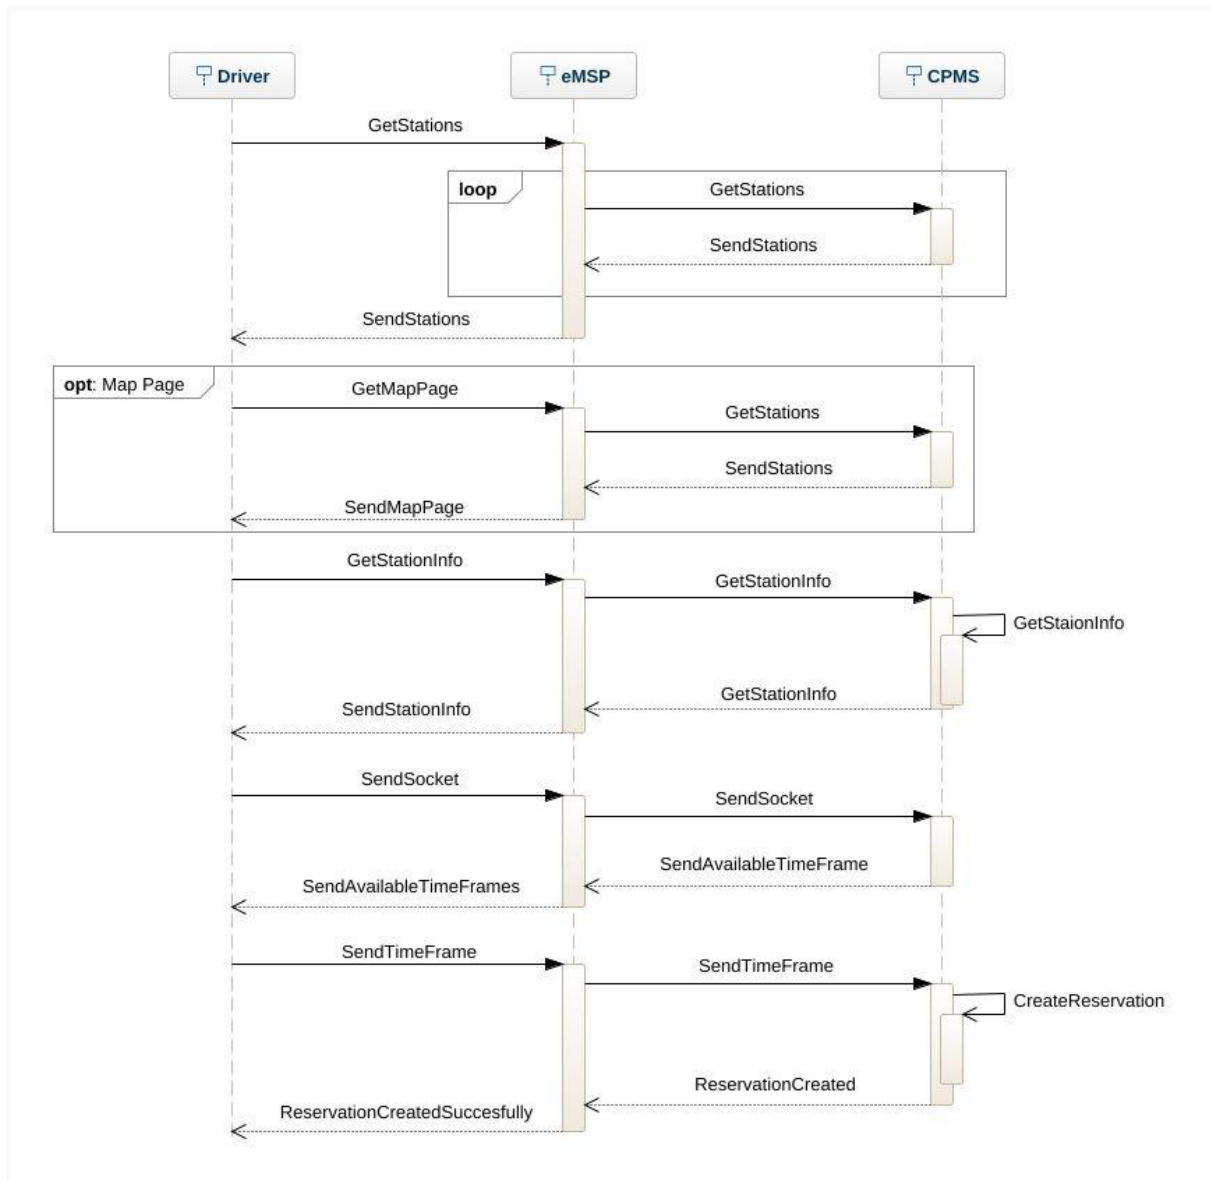 Driver
eMSP
CPMS
GetStations
loop
GetStations
SendStations
SendStations
opt: Map Page
GetMapPage
GetStations
SendStations
SendMapPage
GetStationInfo
GetStationInfo
GetStaionInfo
GetStationInfo
SendStationInfo
SendSocket
SendSocket
SendAvailableTimeFrame
SendAvailableTimeFrames
SendTimeFrame
SendTimeFrame
CreateReservation
ReservationCreated
ReservationCreatedSuccesfully